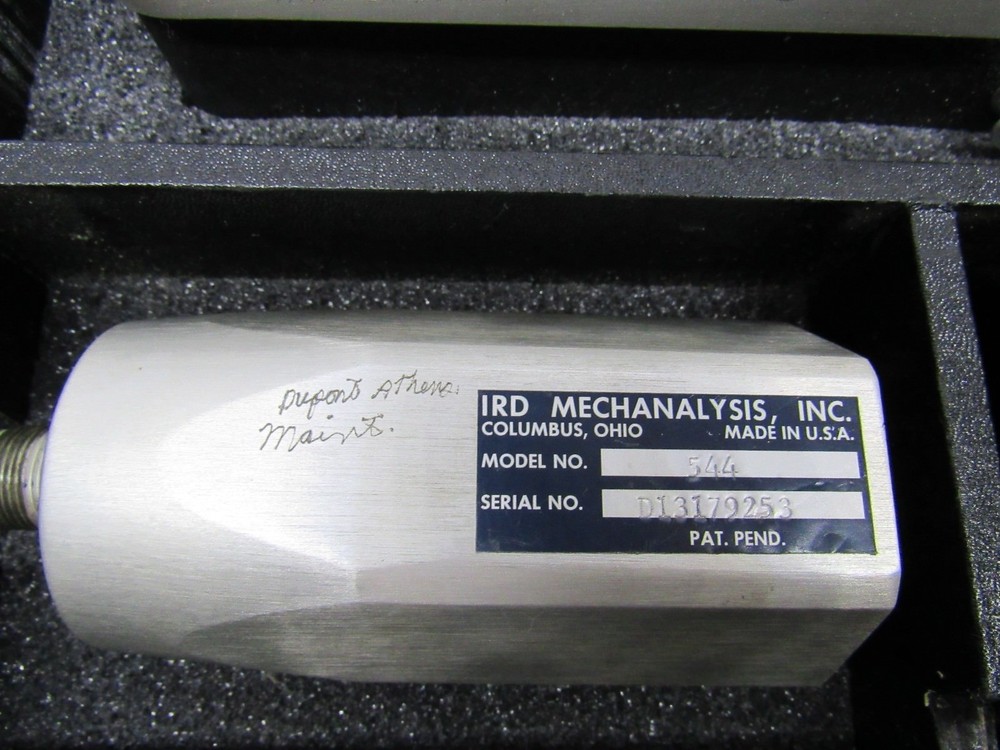 Dupont Athens.
Maint.
IRD MECHANALYSIS, INC.
COLUMBUS, OHIO MADE IN U.S.A.
MODEL NO. 544
SERIAL NO. D13179253
PAT. PEND.